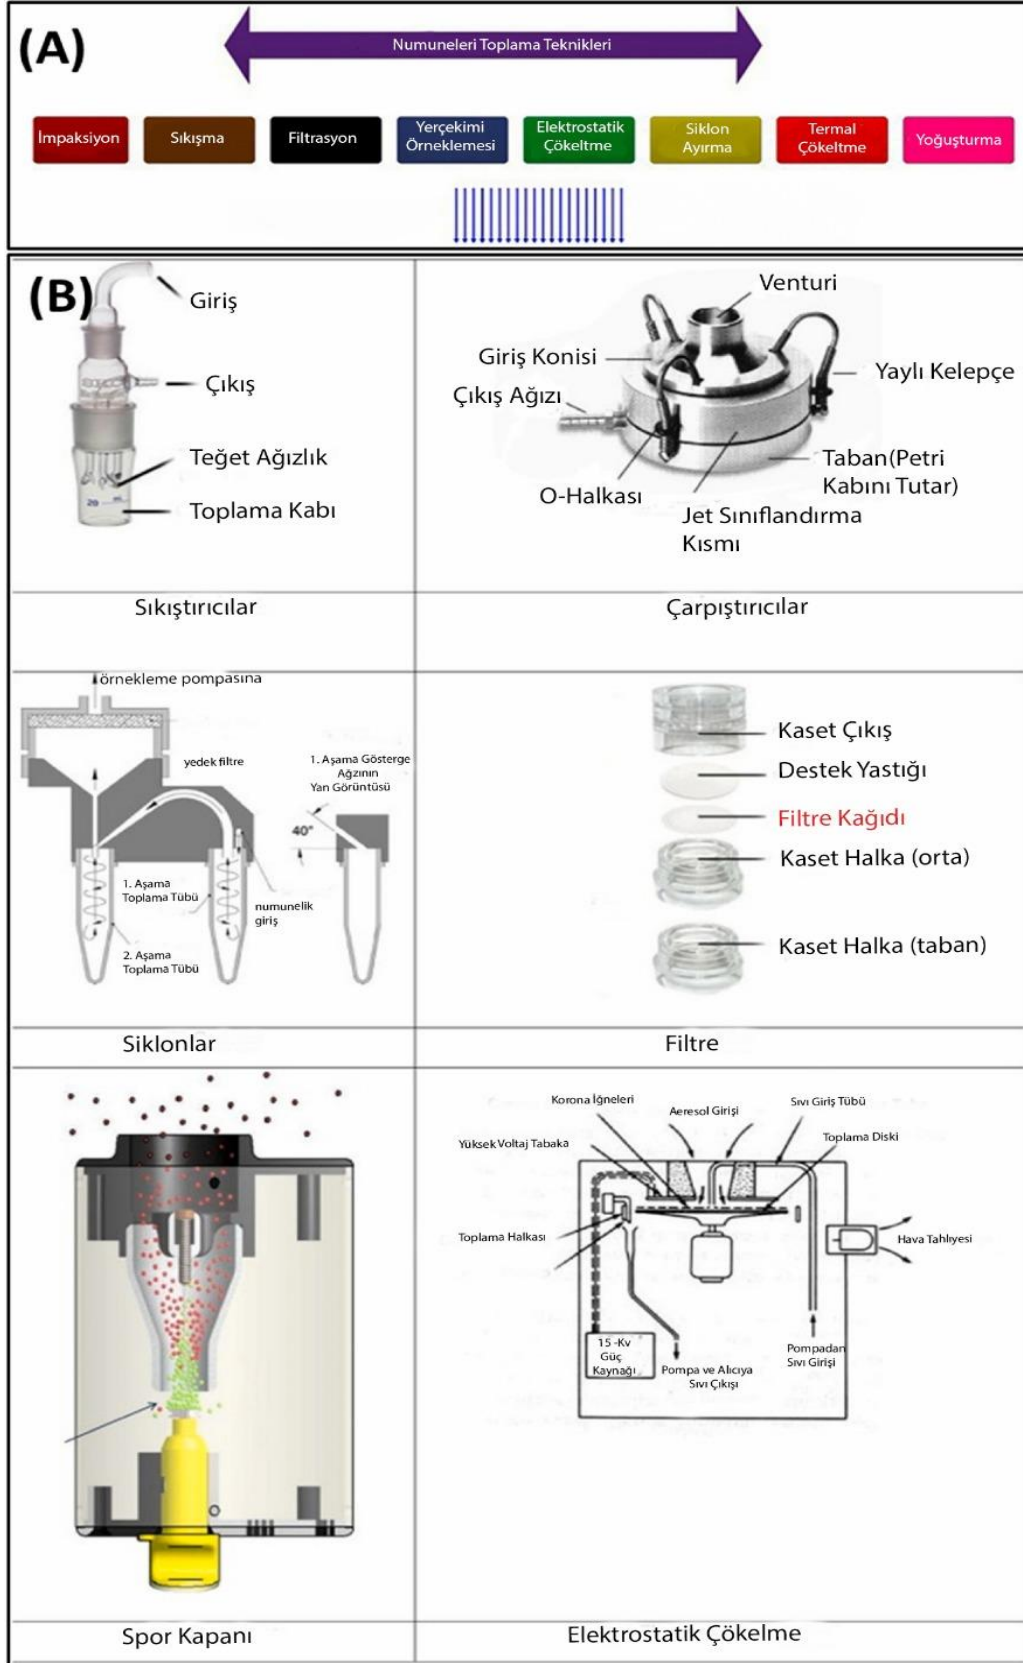 (A)
Numuneleri Toplama Teknikleri
İmpaksiyon
Sıkışma
Filtrasyon
Yerçekimi
Örneklemesi
Elektrostatik
Çökeltme
Siklon
Ayırma
Termal
Çökeltme
Yoğuşturma
(B)
Giriş
Çıkış
Teğet Ağızlık
Toplama Kabı
20
Venturi
Giriş Konisi
Çıkış Ağızı
Yaylı Kelepçe
O-Halkası
Taban(Petri
Kabını Tutar)
Jet Sınıflandırma
Kısmı
Sıkıştırıcılar
Çarpıştırıcılar
örnekleme pompasına
yedek filtre
1. Aşama Gösterge
Ağzının
Yan Görüntüsü
40°
1. Aşama
Toplama Tübü
numunelik
giriş
2. Aşama
Toplama Tübü
Kaset Çıkış
Destek Yastığı
Filtre Kağıdı
Kaset Halka (orta)
Kaset Halka (taban)
Siklonlar
Filtre
Korona İğneleri
Aeresol Girişi
Sıvı Giriş Tübü
Yüksek Voltaj Tabaka
Toplama Diski
Toplama Halkası
Hava Tahlıyesi
15 -Kv
Güç
Kaynağı
Pompa ve Alıcıya
Sıvı Çıkışı
Pompadan
Sıvı Girişi
Spor Kapanı
Elektrostatik Çökelme